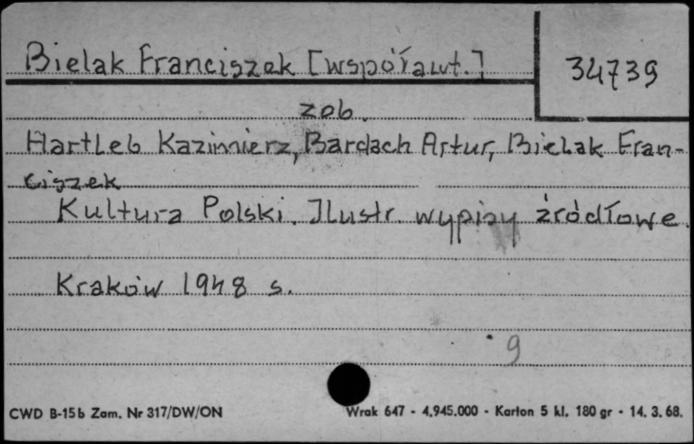 Bielak Franciszek [współaut.]
34739
zob.
Hartleb Kazimierz, Bardach Artur, Bielak Fran-
ciszek
Kultura Polski. Ilustr. wypisy źródłowe.
Kraków 1948 s.
9
CWD B-15b Zam. Nr 317/DW/ON Wrak 647 - 4.945.000 - Karton 5 kl. 180 gr - 14. 3. 68.